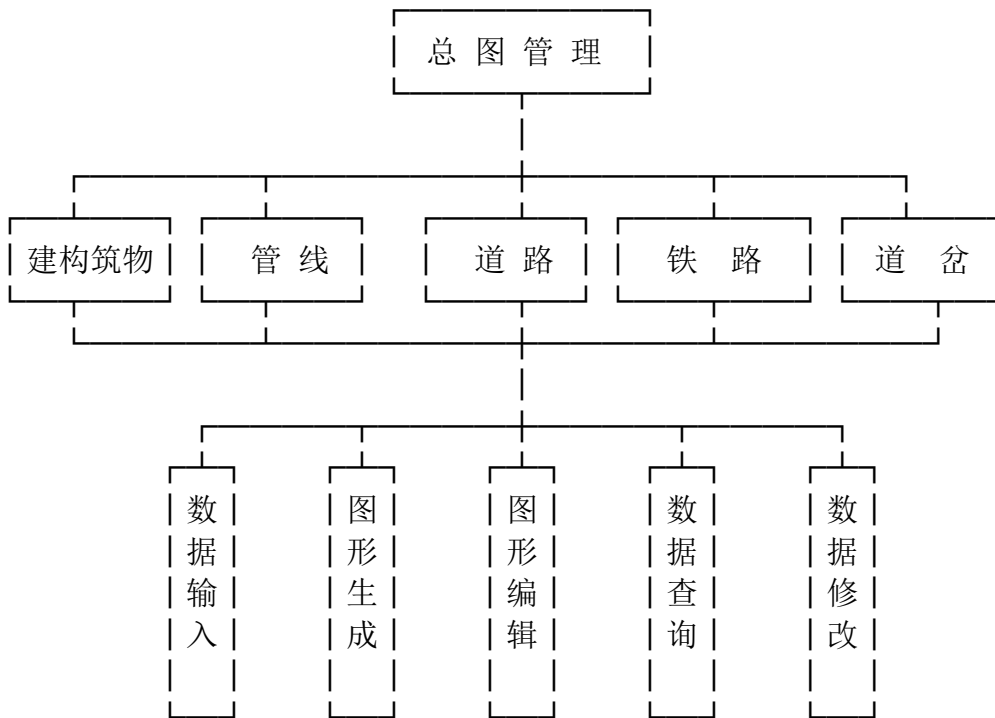 总 图 管 理
建构筑物
管 线
道 路
铁 路
道 岔
数据输入
图形生成
图形编辑
数据查询
数据修改